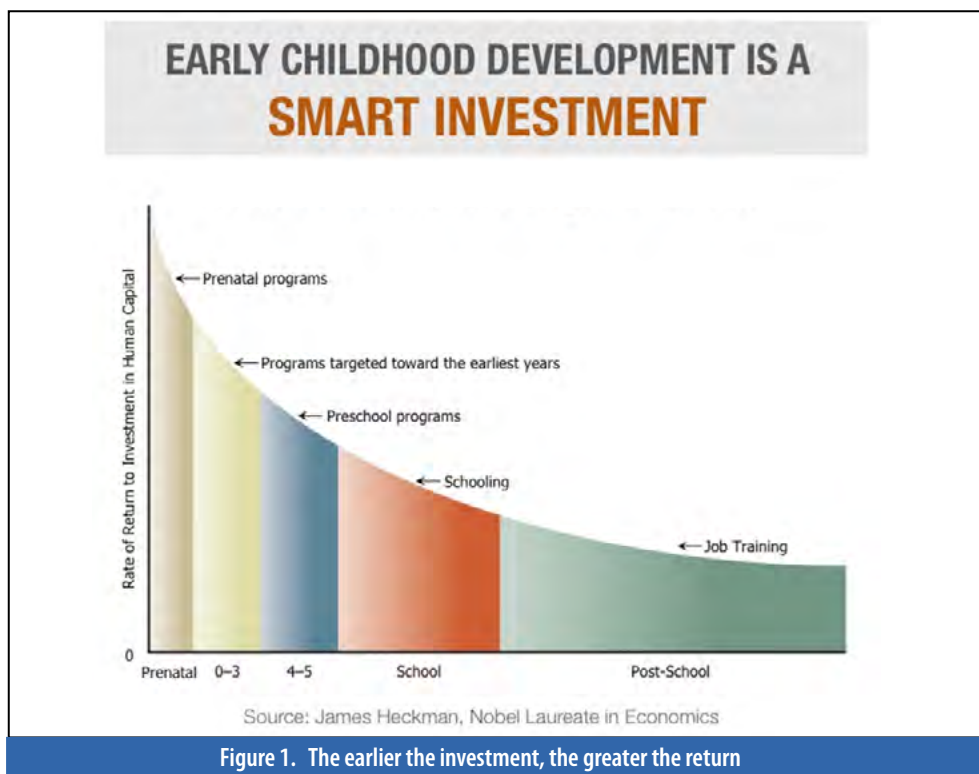 EARLY CHILDHOOD DEVELOPMENT IS A
SMART INVESTMENT
Rate of Return to Investment in Human Capital
Prenatal programs
Programs targeted toward the earliest years
Preschool programs
Schooling
Job Training
0
Prenatal
0–3
4–5
School
Post-School
Source: James Heckman, Nobel Laureate in Economics
Figure 1. The earlier the investment, the greater the return